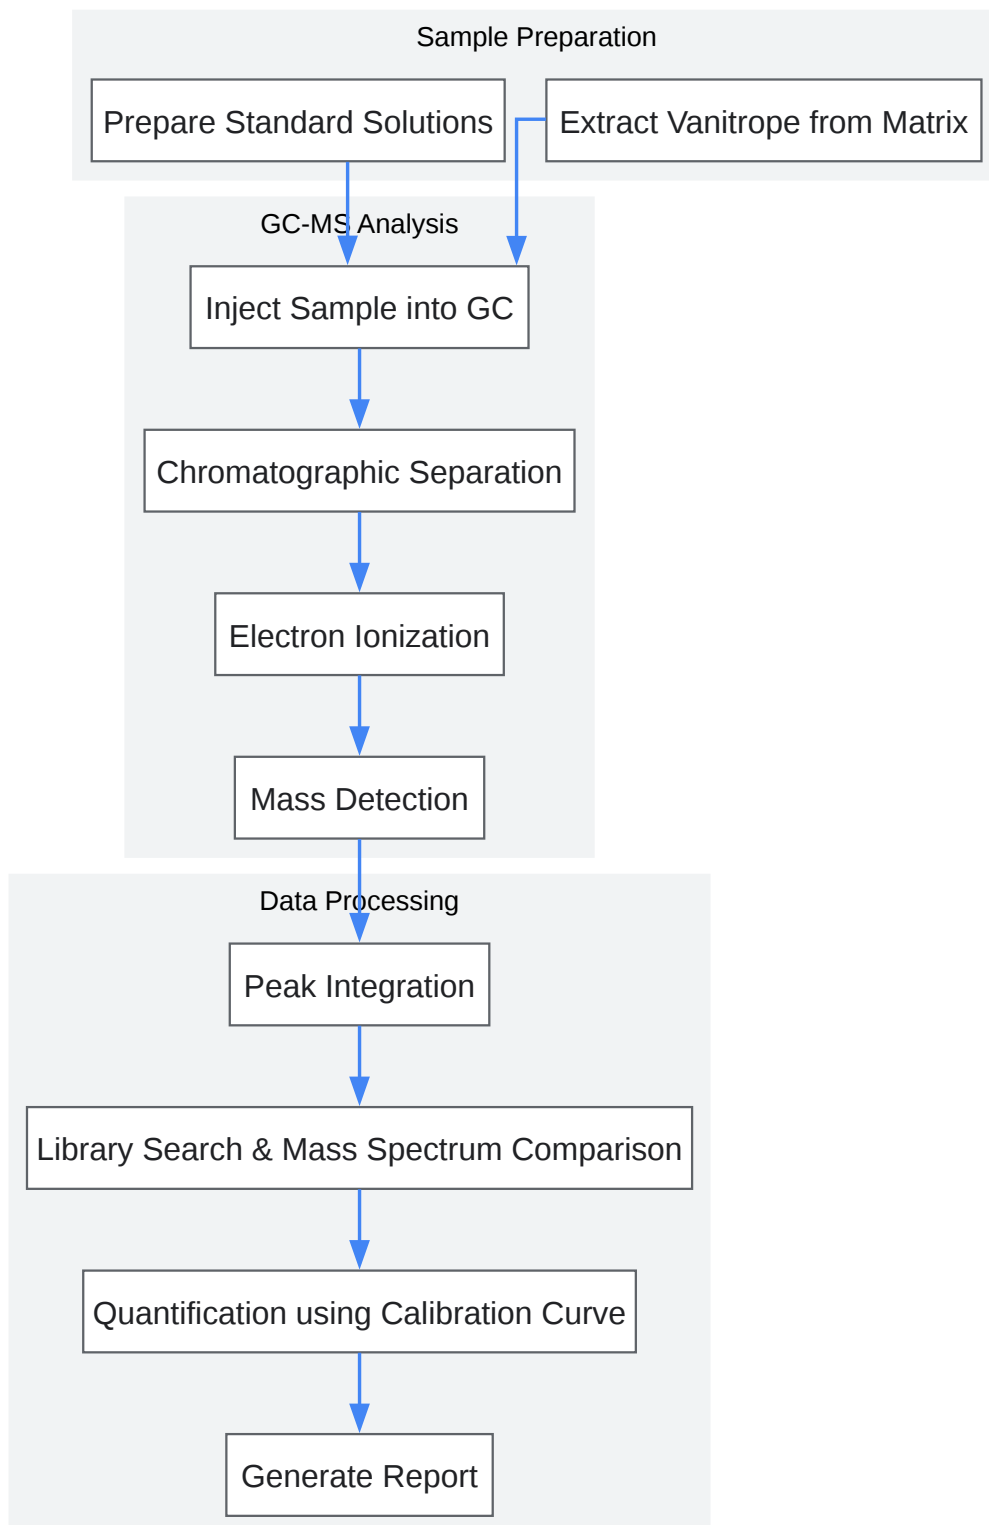 Sample Preparation
Prepare Standard Solutions
Extract Vanitrope from Matrix
GC-MS Analysis
Inject Sample into GC
Chromatographic Separation
Electron Ionization
Mass Detection
Data Processing
Peak Integration
Library Search & Mass Spectrum Comparison
Quantification using Calibration Curve
Generate Report